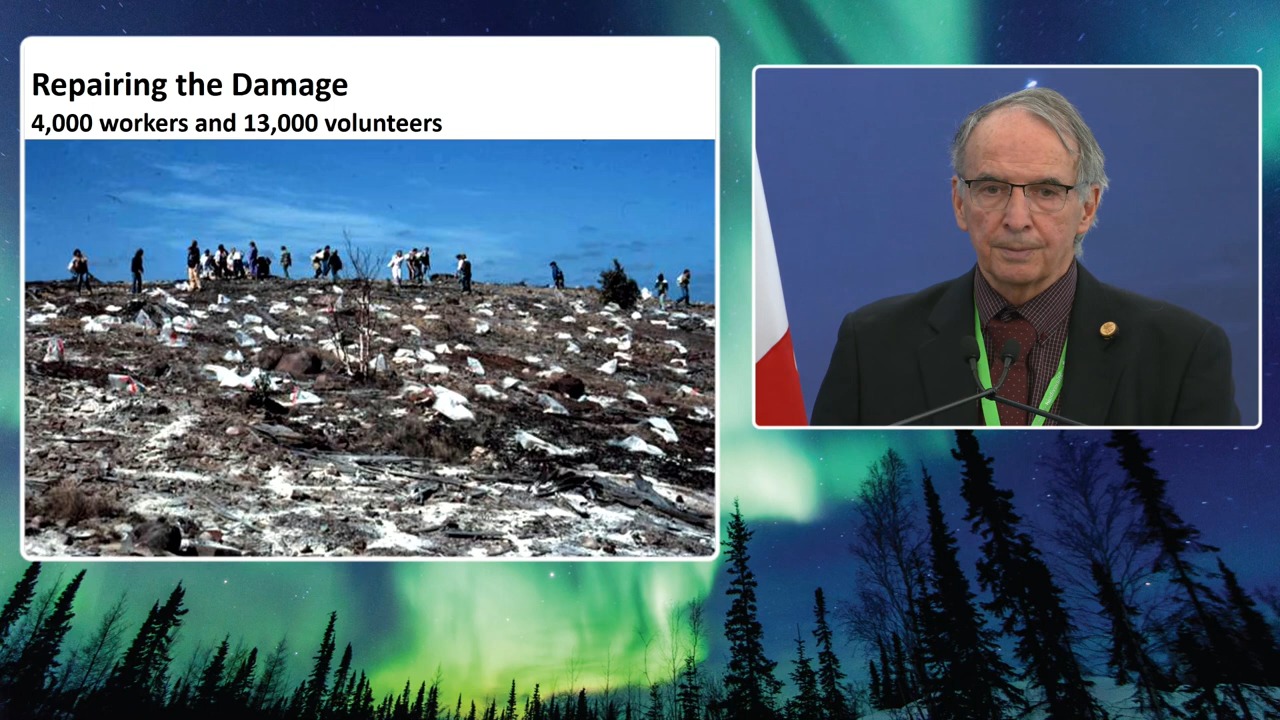 Repairing the Damage
4,000 workers and 13,000 volunteers